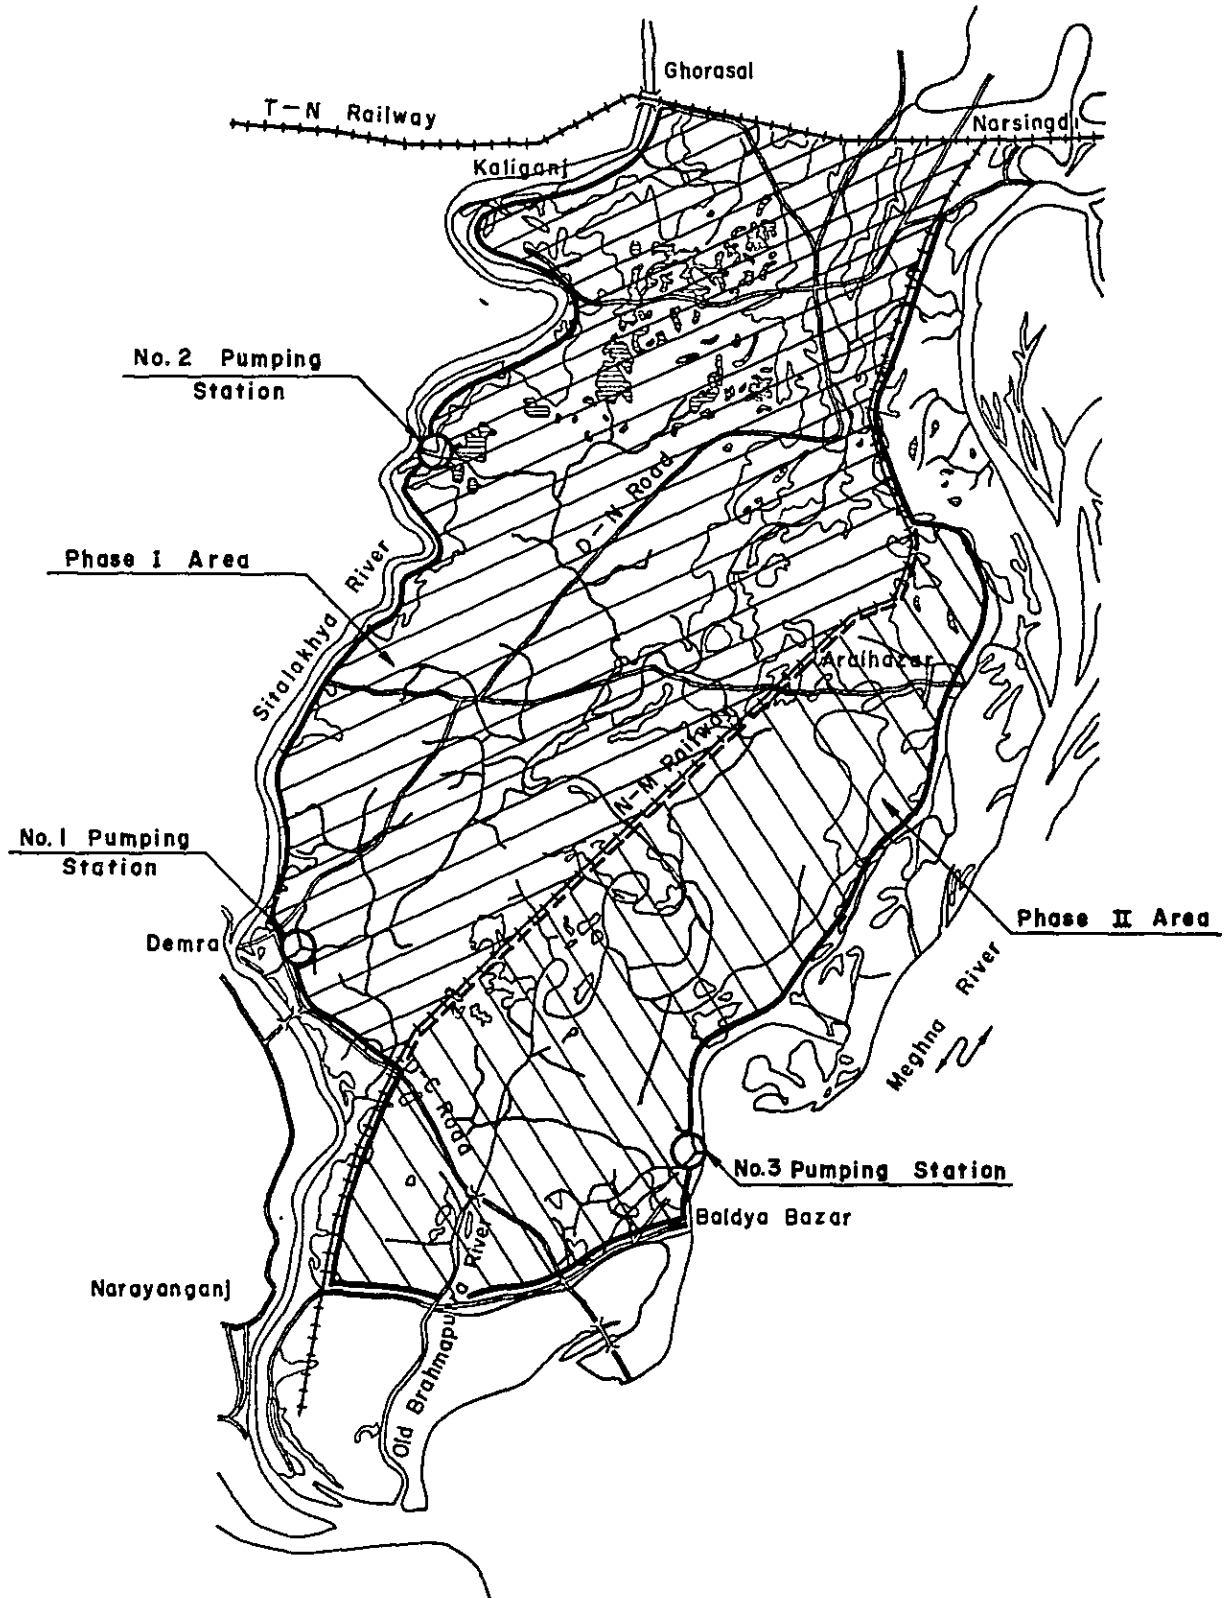 Ghorasal
T-N Railway
Narsingdi
Kaliganj
No. 2 Pumping
Station
D-N Road
Phase I Area
Sitalakhya River
Araihazar
N-M Railway
No. 1 Pumping
Station
Demra
Phase II Area
Meghna River
D-C Road
No.3 Pumping Station
Baldya Bazar
Narayanganj
Old Brahmaputra River